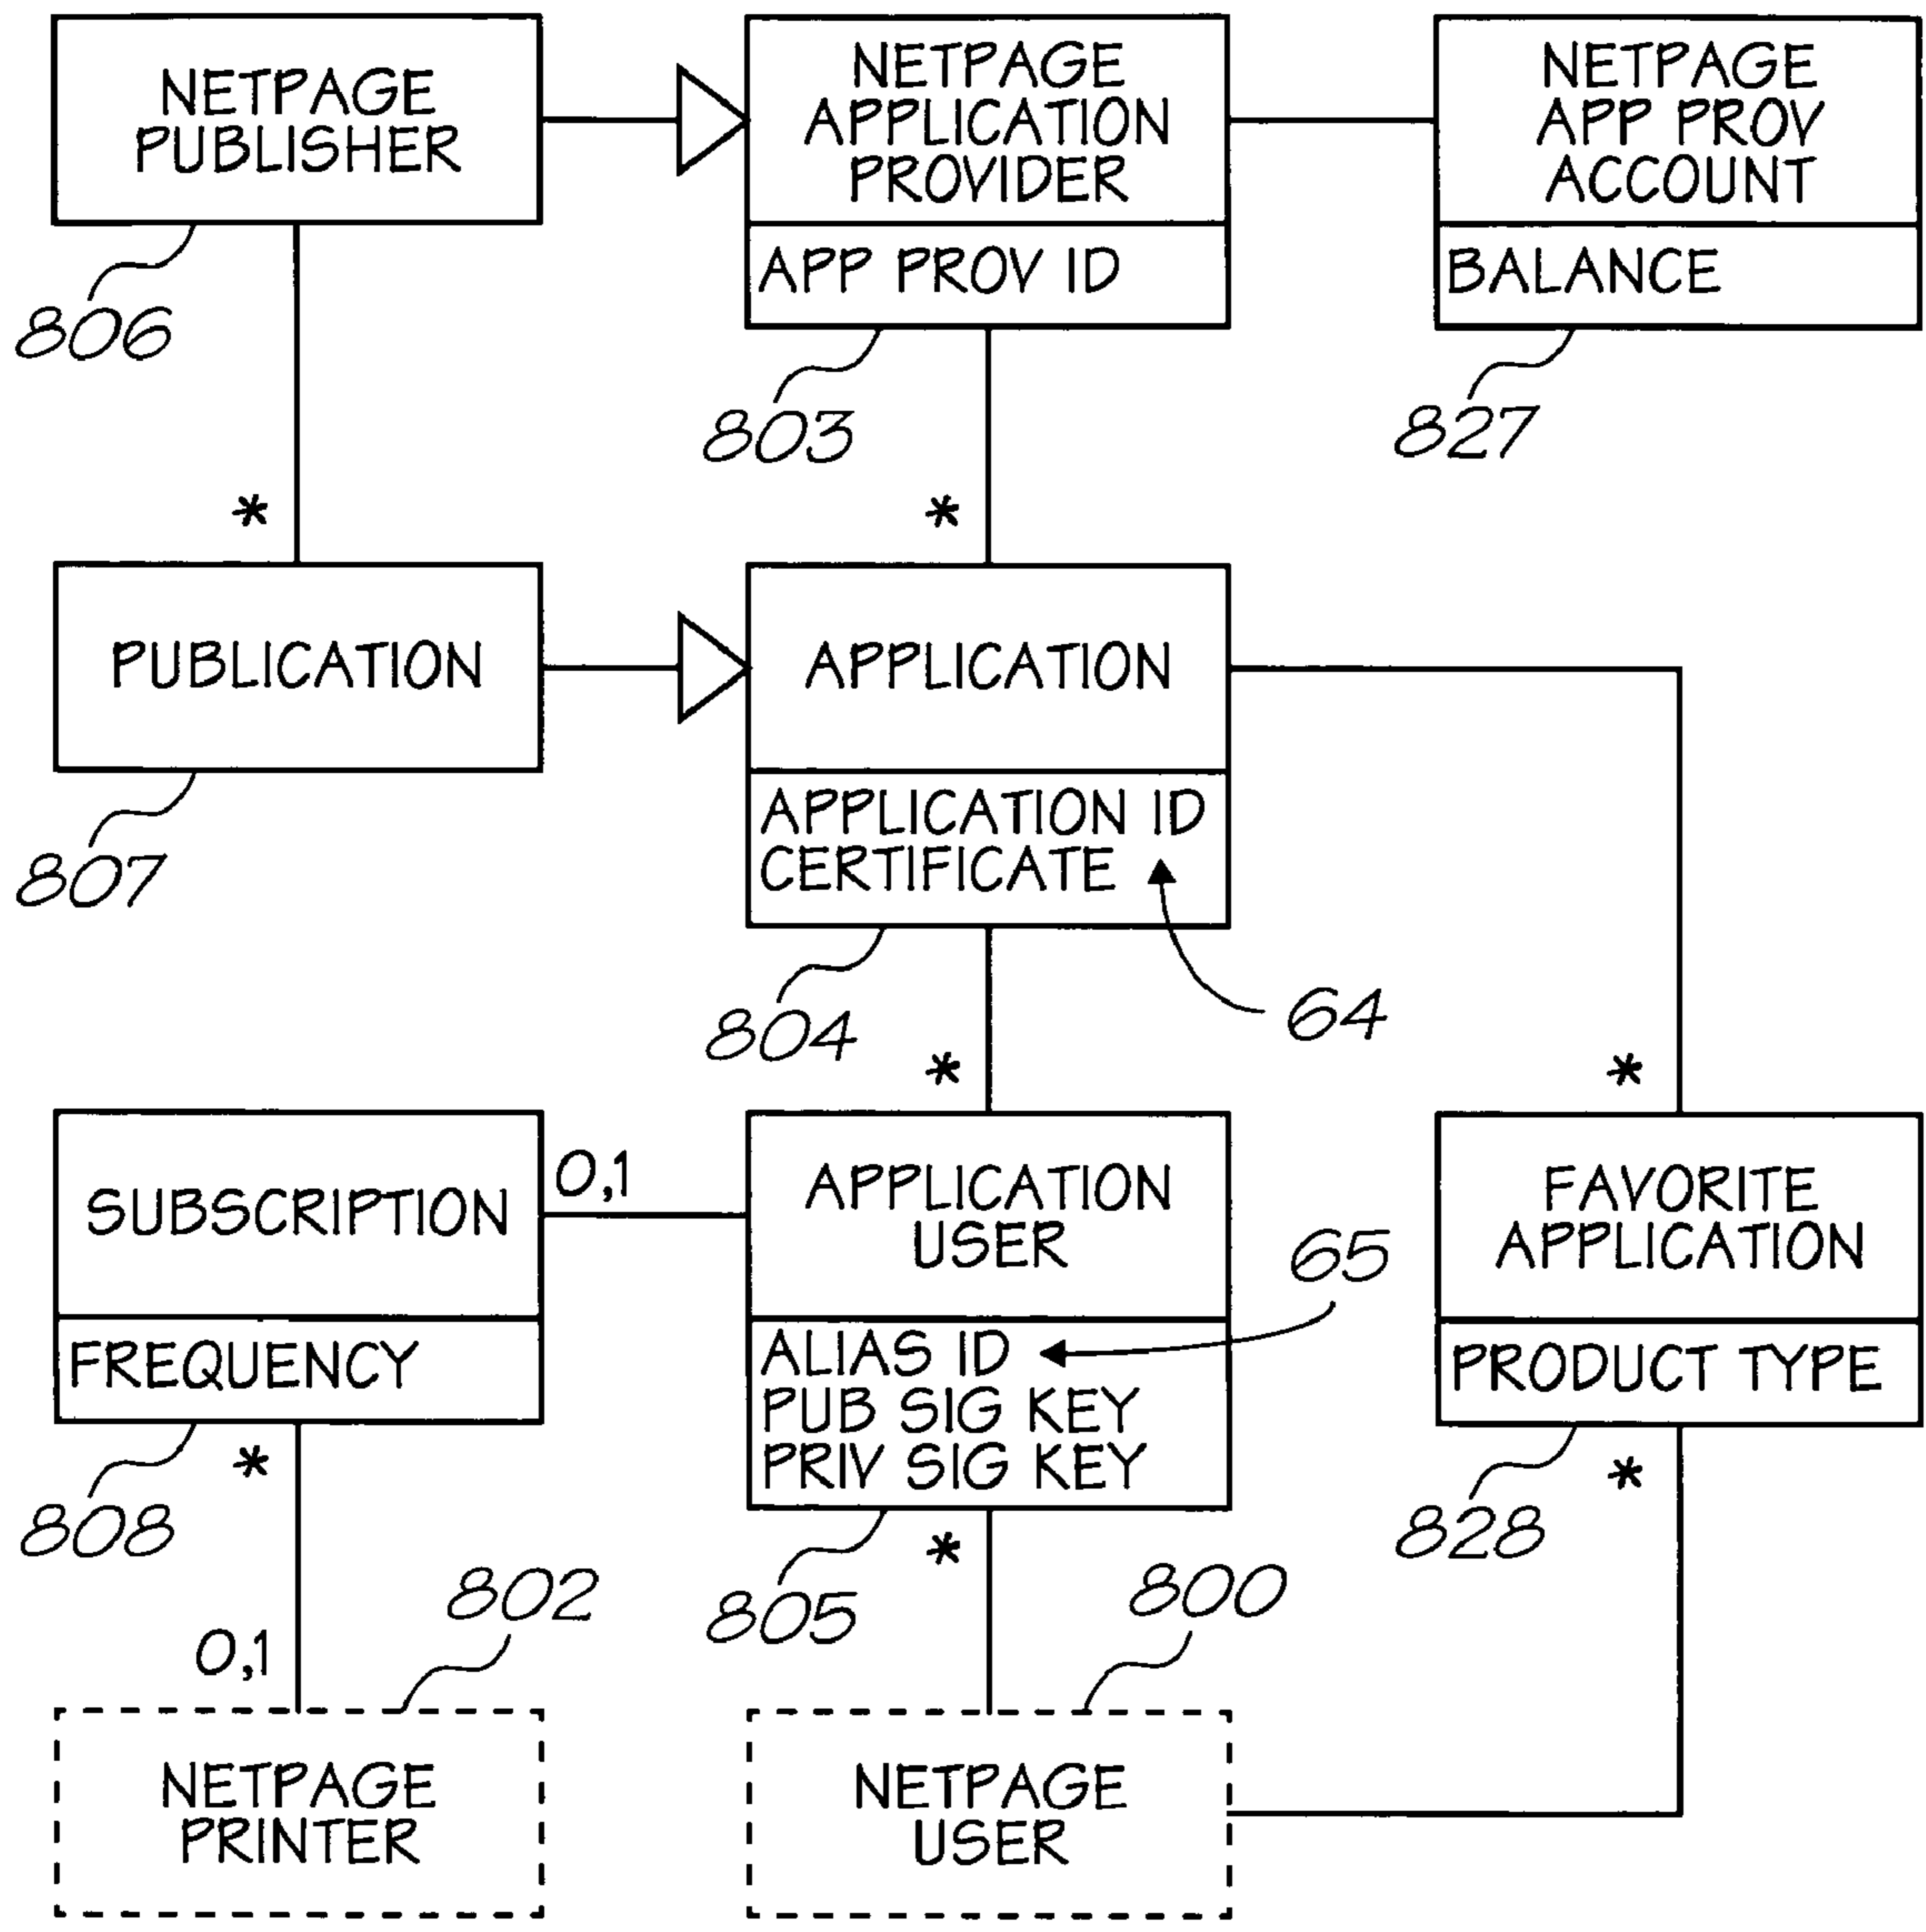 NETPAGE
PUBLISHER
806
NETPAGE
APPLICATION
PROVIDER
APP PROV ID
803
NETPAGE
APP PROV
ACCOUNT
BALANCE
827
*
*
PUBLICATION
807
APPLICATION
APPLICATION ID
CERTIFICATE
64
804
*
*
SUBSCRIPTION
FREQUENCY
808
0,1
APPLICATION
USER
ALIAS ID
PUB SIG KEY
PRIV SIG KEY
65
805
FAVORITE
APPLICATION
PRODUCT TYPE
828
*
*
*
0,1
802
800
NETPAGE
PRINTER
NETPAGE
USER